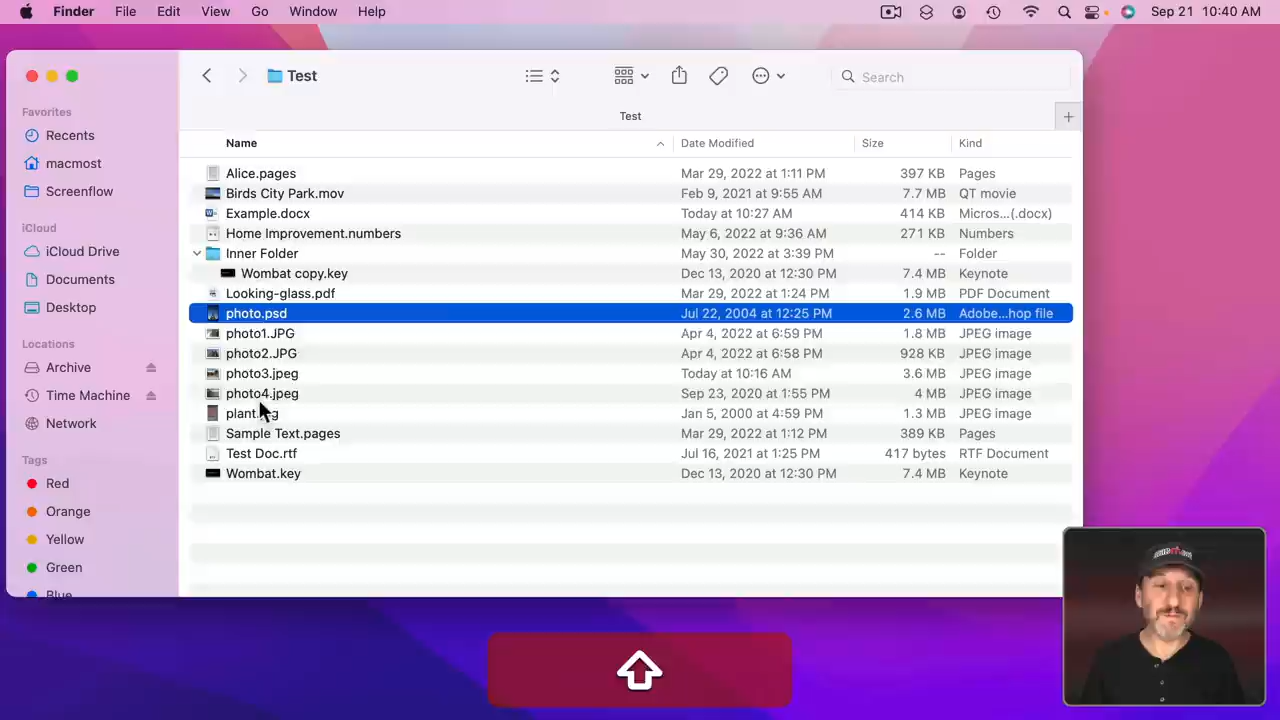 Finder File Edit View Go Window Help Sep 21 10:40 AM
Test Search
Test
Favorites
Recents
macmost
Screenflow
iCloud
iCloud Drive
Documents
Desktop
Locations
Archive
Time Machine
Network
Tags
Red
Orange
Yellow
Green
Blue
Name Date Modified Size Kind
Alice.pages Mar 29, 2022 at 1:11 PM 397 KB Pages
Birds City Park.mov Feb 9, 2021 at 9:55 AM 7.7 MB QT movie
Example.docx Today at 10:27 AM 414 KB Micros...(.docx)
Home Improvement.numbers May 6, 2022 at 9:36 AM 271 KB Numbers
Inner Folder May 30, 2022 at 3:39 PM -- Folder
Wombat copy.key Dec 13, 2020 at 12:30 PM 7.4 MB Keynote
Looking-glass.pdf Mar 29, 2022 at 1:24 PM 1.9 MB PDF Document
photo.psd Jul 22, 2004 at 12:25 PM 2.6 MB Adobe...hop file
photo1.JPG Apr 4, 2022 at 6:59 PM 1.8 MB JPEG image
photo2.JPG Apr 4, 2022 at 6:58 PM 928 KB JPEG image
photo3.jpeg Today at 10:16 AM 3.6 MB JPEG image
photo4.jpeg Sep 23, 2020 at 1:55 PM 4 MB JPEG image
Jan 5, 2000 at 4:59 PM 1.3 MB JPEG image
Sample Text.pages Mar 29, 2022 at 1:12 PM 389 KB Pages
Test Doc.rtf Jul 16, 2021 at 1:25 PM 417 bytes RTF Document
Wombat.key Dec 13, 2020 at 12:30 PM 7.4 MB Keynote